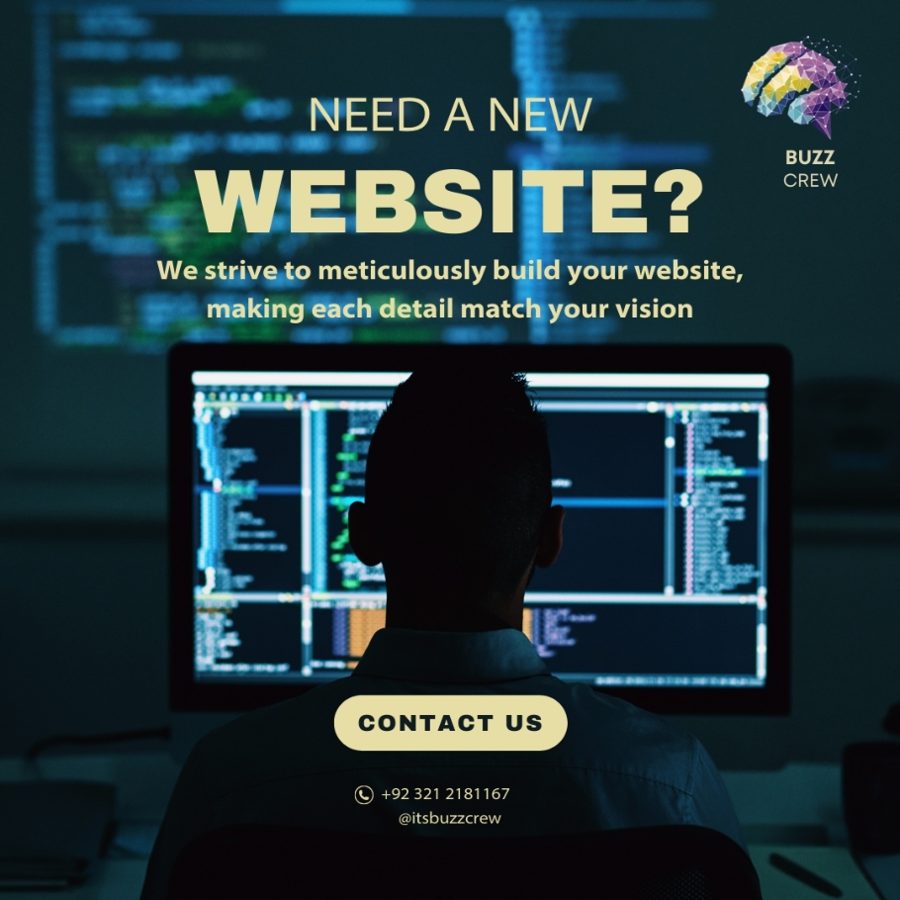 NEED A NEW
WEBSITE?
We strive to meticulously build your website,
making each detail match your vision
BUZZ
CREW
CONTACT US
+92 321 2181167
@itsbuzzcrew